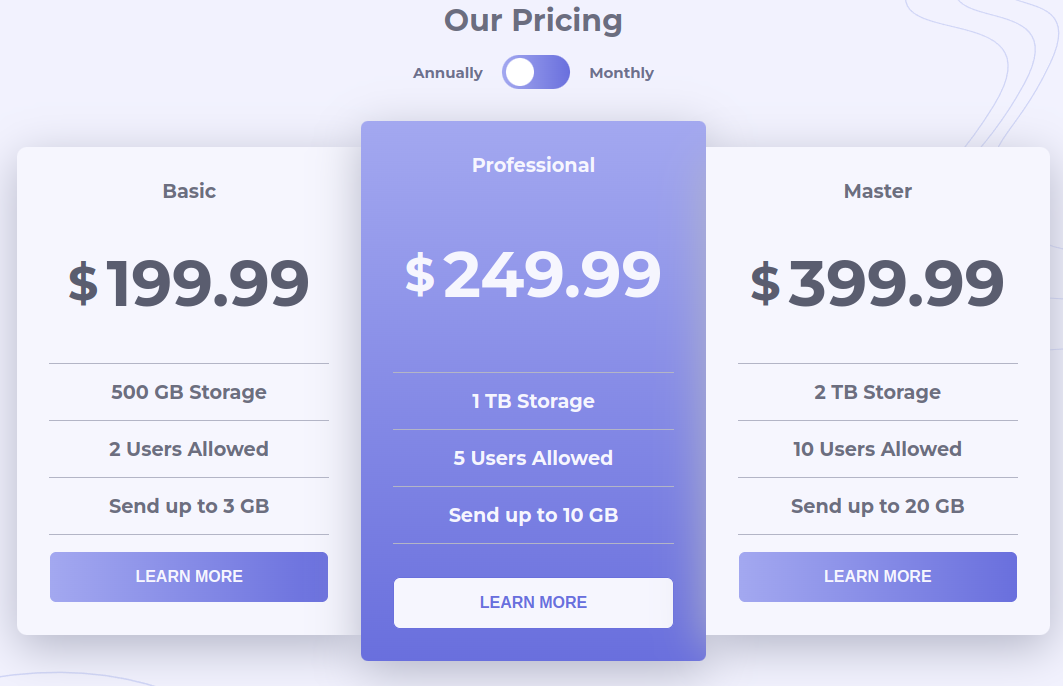 Our Pricing
Annually Monthly
Basic
$ 199.99
500 GB Storage
2 Users Allowed
Send up to 3 GB
LEARN MORE
Professional
$ 249.99
1 TB Storage
5 Users Allowed
Send up to 10 GB
LEARN MORE
Master
$ 399.99
2 TB Storage
10 Users Allowed
Send up to 20 GB
LEARN MORE